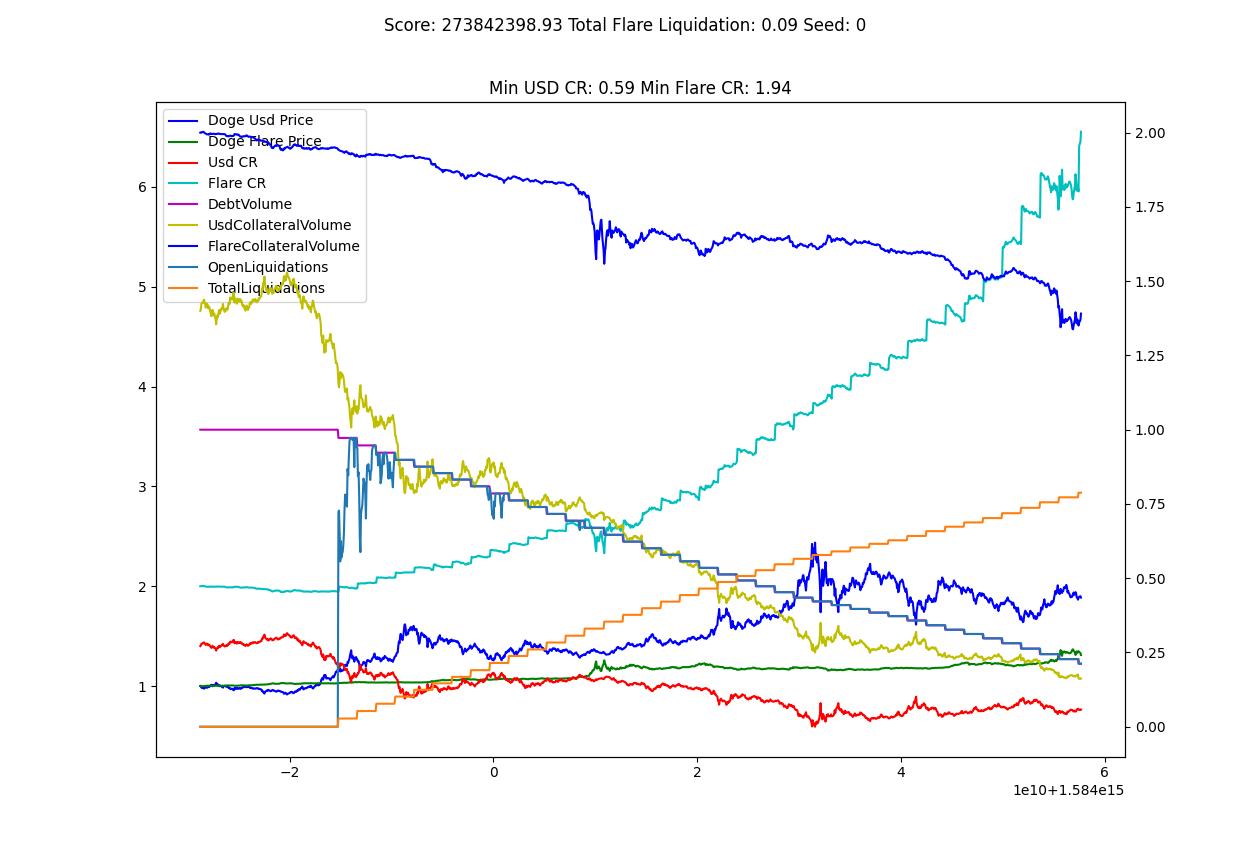 Score: 273842398.93 Total Flare Liquidation: 0.09 Seed: 0
Min USD CR: 0.59 Min Flare CR: 1.94
Doge Usd Price
Doge Flare Price
Usd CR
Flare CR
DebtVolume
UsdCollateralVolume
FlareCollateralVolume
OpenLiquidations
TotalLiquidations
6
5
4
3
2
1
2.00
1.75
1.50
1.25
1.00
0.75
0.50
0.25
0.00
−2 0 2 4 6
1e10+1.584e15